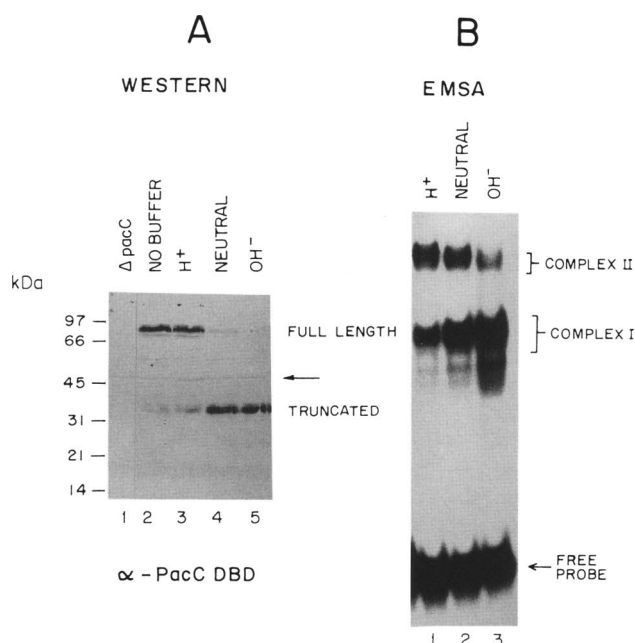 A
WESTERN
ΔpacC
NO BUFFER
H+
NEUTRAL
OH-
kDa
97
66
45
31
21
14
FULL LENGTH
TRUNCATED
1 2 3 4 5
α - PacC DBD
B
EMSA
H+
NEUTRAL
OH-
COMPLEX II
COMPLEX I
FREE
PROBE
1 2 3